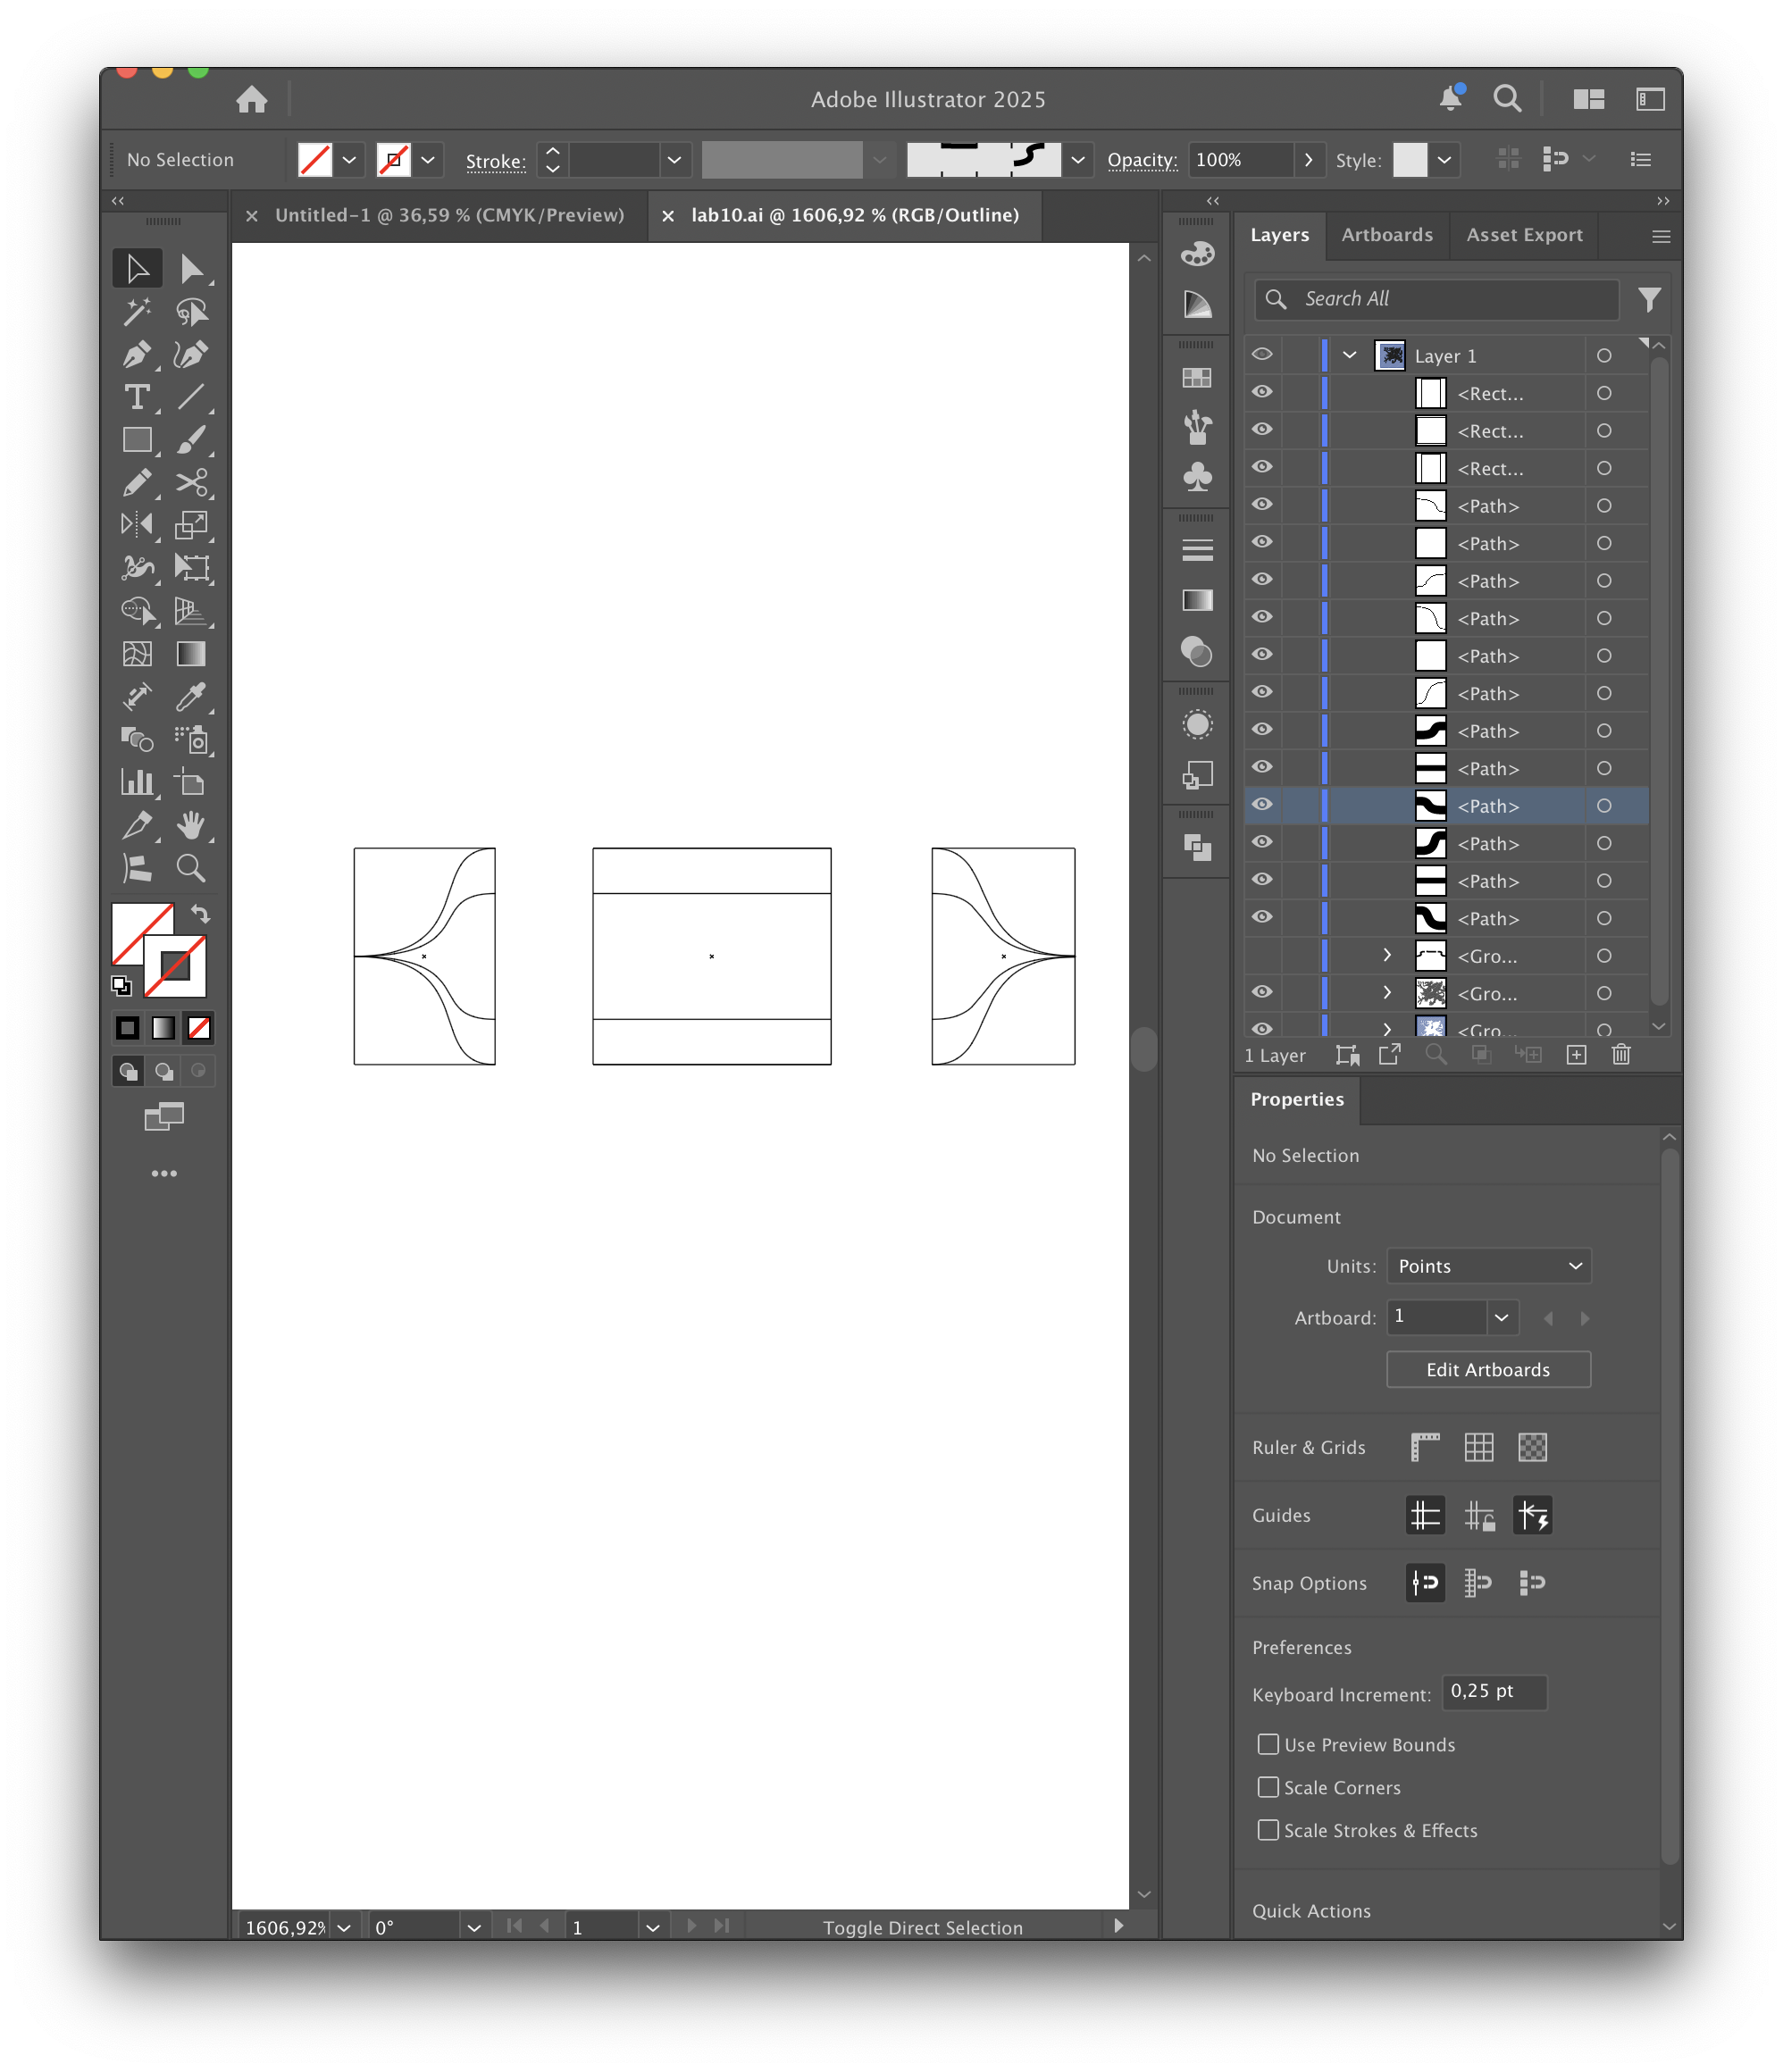 Adobe Illustrator 2025
No Selection
Stroke:
Opacity: 100%
Style:
Untitled-1 @ 36,59 % (CMYK/Preview)
lab10.ai @ 1606,92 % (RGB/Outline)
Layers Artboards Asset Export
Search All
Layer 1
<Rect...
<Rect...
<Rect...
<Path>
<Path>
<Path>
<Path>
<Path>
<Path>
<Path>
<Path>
<Path>
<Path>
<Path>
<Path>
<Gro...
<Gro...
<Gro...
1 Layer
Properties
No Selection
Document
Units: Points
Artboard: 1
Edit Artboards
Ruler & Grids
Guides
Snap Options
Preferences
Keyboard Increment: 0,25 pt
Use Preview Bounds
Scale Corners
Scale Strokes & Effects
Quick Actions
1606,92% 0° 1 Toggle Direct Selection